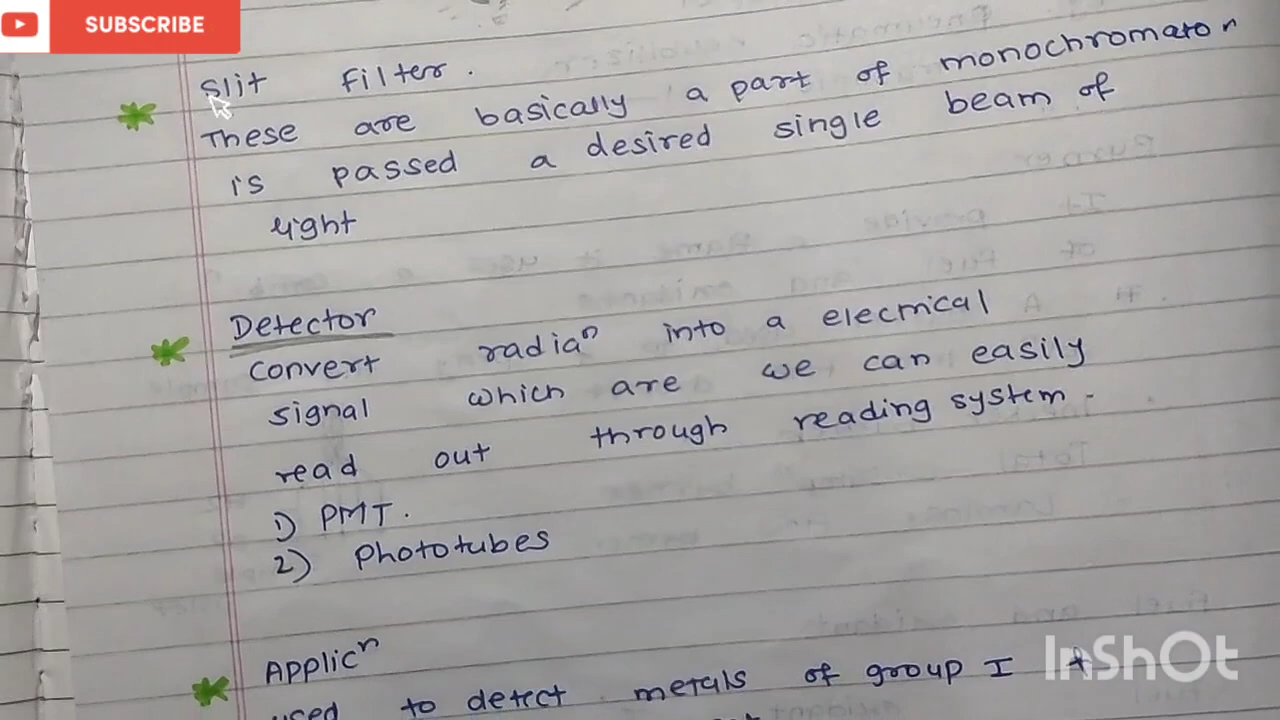 SUBSCRIBE
Slit Filter.
These are basically a part of monochromator
is passed a desired single beam of
light
Detector
convert radiaⁿ into a electrical
signal which are we can easily
read out through reading system.
1) PMT.
2) Phototubes
Applicⁿ
used to detect metals of group I
InShOt